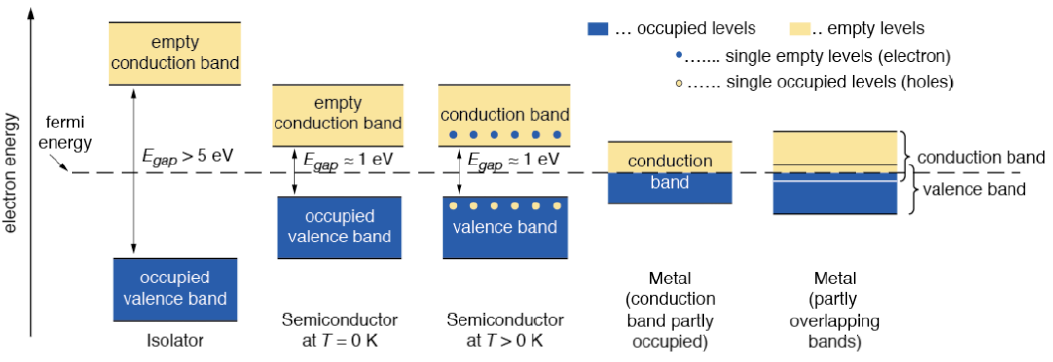 electron energy
fermi
energy
empty
conduction band
E_gap > 5 eV
occupied
valence band
Isolator
empty
conduction band
E_gap ≈ 1 eV
occupied
valence band
Semiconductor
at T = 0 K
conduction band
E_gap ≈ 1 eV
valence band
Semiconductor
at T > 0 K
... occupied levels
.. empty levels
....... single empty levels (electron)
...... single occupied levels (holes)
conduction
band
Metal
(conduction
band partly
occupied)
conduction band
valence band
Metal
(partly
overlapping
bands)